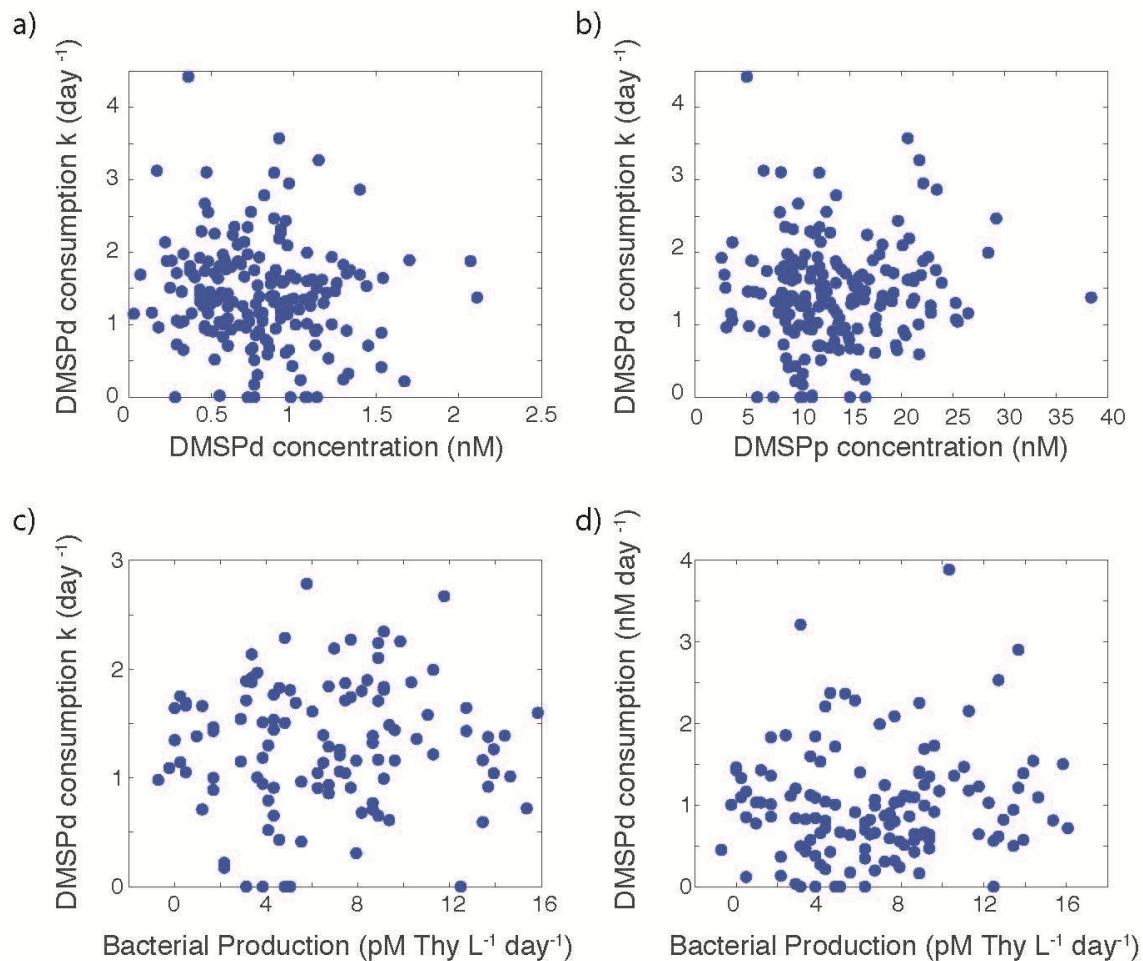 a)
DMSPd consumption k (day -1)
4
3
2
1
0
0 0.5 1 1.5 2 2.5
DMSPd concentration (nM)
b)
DMSPd consumption k (day -1)
4
3
2
1
0
0 5 10 15 20 25 30 35 40
DMSPp concentration (nM)
c)
DMSPd consumption k (day -1)
3
2
1
0
0 4 8 12 16
Bacterial Production (pM Thy L-1 day-1)
d)
DMSPd consumption (nM day -1)
4
3
2
1
0
0 4 8 12 16
Bacterial Production (pM Thy L-1 day-1)